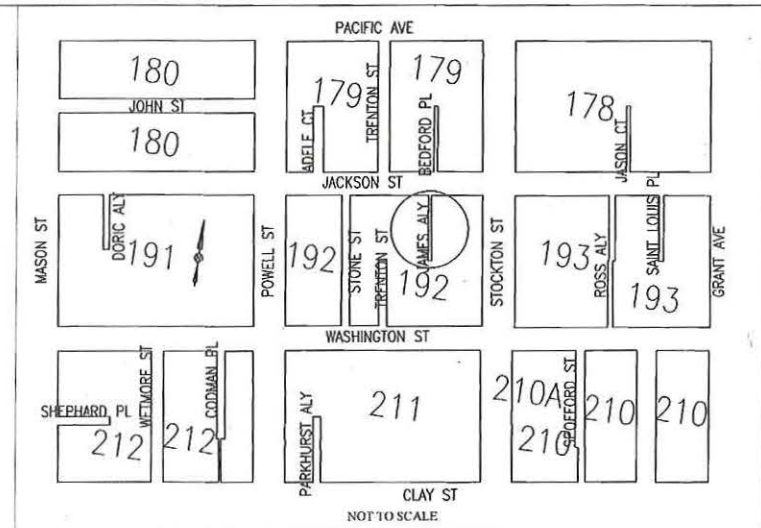 PACIFIC AVE
180
JOHN ST
180
179
ADELE CT
TRENTON ST
179
BEDFORD PL
178
JASON CT
JACKSON ST
MASON ST
DORIC ALY
191
POWELL ST
192
STONE ST
TRENTON ST
JAMES ALY
192
STOCKTON ST
193
ROSS ALY
SAINT LOUIS PL
193
GRANT AVE
WASHINGTON ST
SHEPHARD PL
212
WETMORE ST
212
CODMAN PL
PARKHURST ALY
211
210A
210
SPOFFORD ST
210
210
CLAY ST
NOT TO SCALE